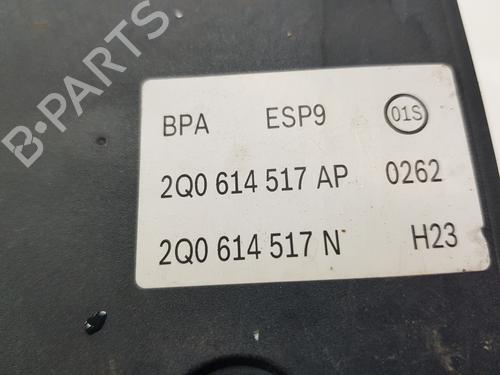 B-PARTS
BPA ESP9 01S
2Q0 614 517 AP 0262
2Q0 614 517 N H23